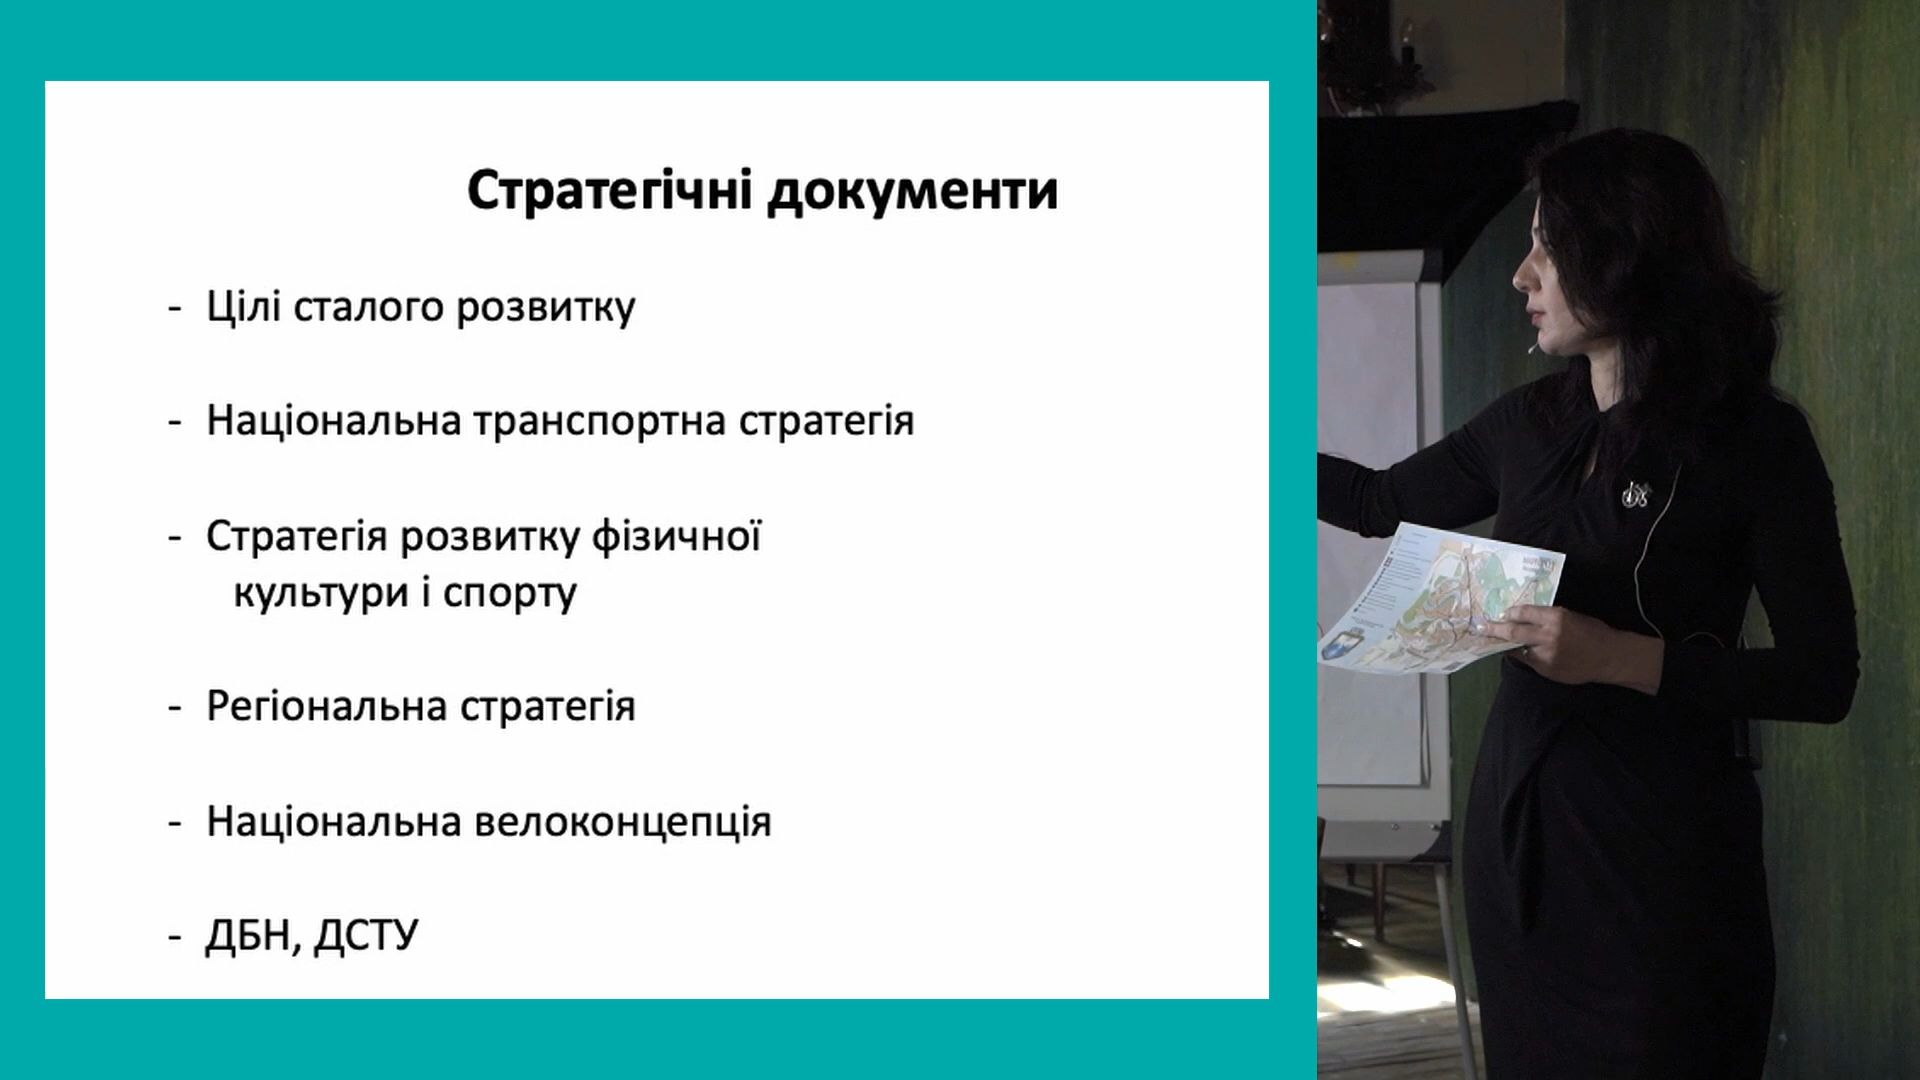 Стратегічні документи
- Цілі сталого розвитку
- Національна транспортна стратегія
- Стратегія розвитку фізичної
культури і спорту
- Регіональна стратегія
- Національна велоконцепція
- ДБН, ДСТУ